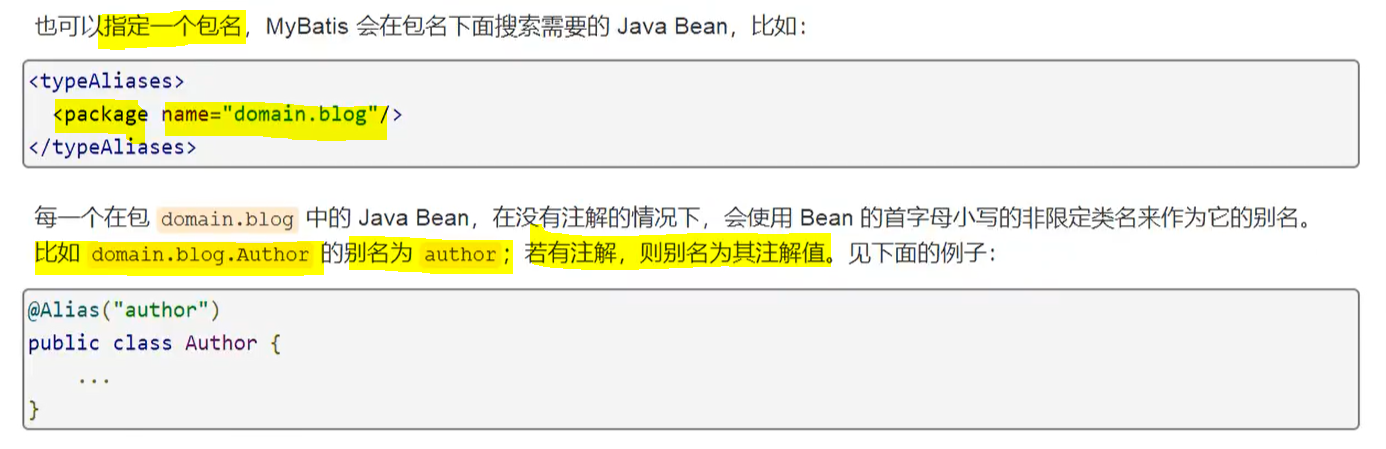 也可以指定一个包名，MyBatis 会在包名下面搜索需要的 Java Bean，比如：
<typeAliases>
  <package name="domain.blog"/>
</typeAliases>
每一个在包 domain.blog 中的 Java Bean，在没有注解的情况下，会使用 Bean 的首字母小写的非限定类名来作为它的别名。
比如 domain.blog.Author 的别名为 author；若有注解，则别名为其注解值。见下面的例子：
@Alias("author")
public class Author {
    ...
}